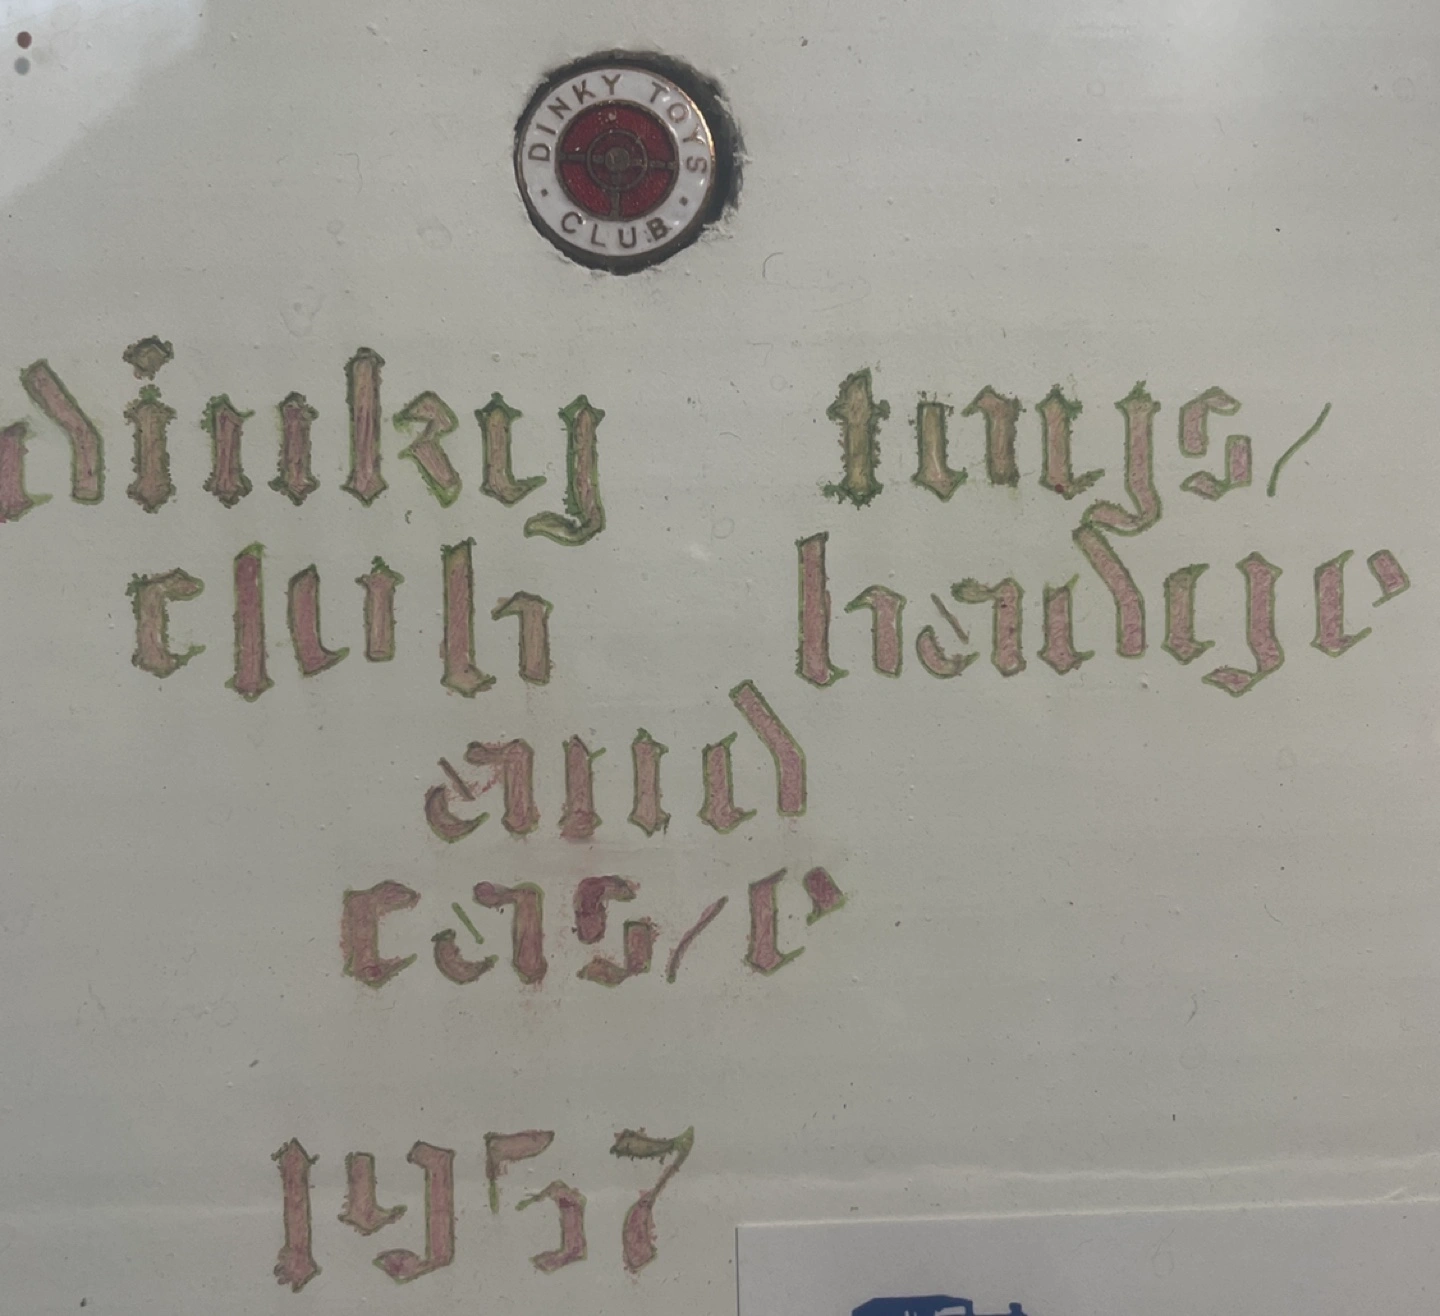 DINKY TOYS
· CLUB ·
dinky toys
club badge
and
case
1957